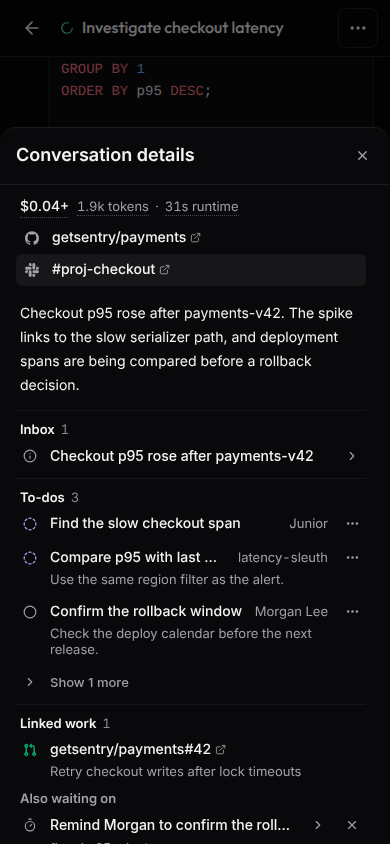 Investigate checkout latency
GROUP BY 1
ORDER BY p95 DESC;
Conversation details
$0.04+ 1.9k tokens · 31s runtime
getsentry/payments
#proj-checkout
Checkout p95 rose after payments-v42. The spike
links to the slow serializer path, and deployment
spans are being compared before a rollback
decision.
Inbox 1
Checkout p95 rose after payments-v42
To-dos 3
Find the slow checkout span Junior
Compare p95 with last ... latency-sleuth
Use the same region filter as the alert.
Confirm the rollback window Morgan Lee
Check the deploy calendar before the next
release.
Show 1 more
Linked work 1
getsentry/payments#42
Retry checkout writes after lock timeouts
Also waiting on
Remind Morgan to confirm the roll...